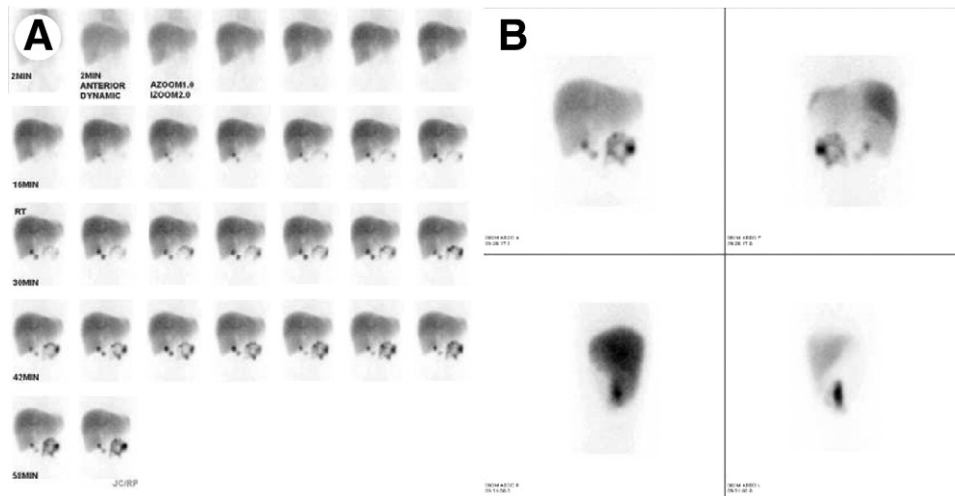 A
B
2MIN
2MIN
ANTERIOR
DYNAMIC
AZOOM1.0
IZOOM2.0
16MIN
RT
30MIN
42MIN
58MIN
JC/RP